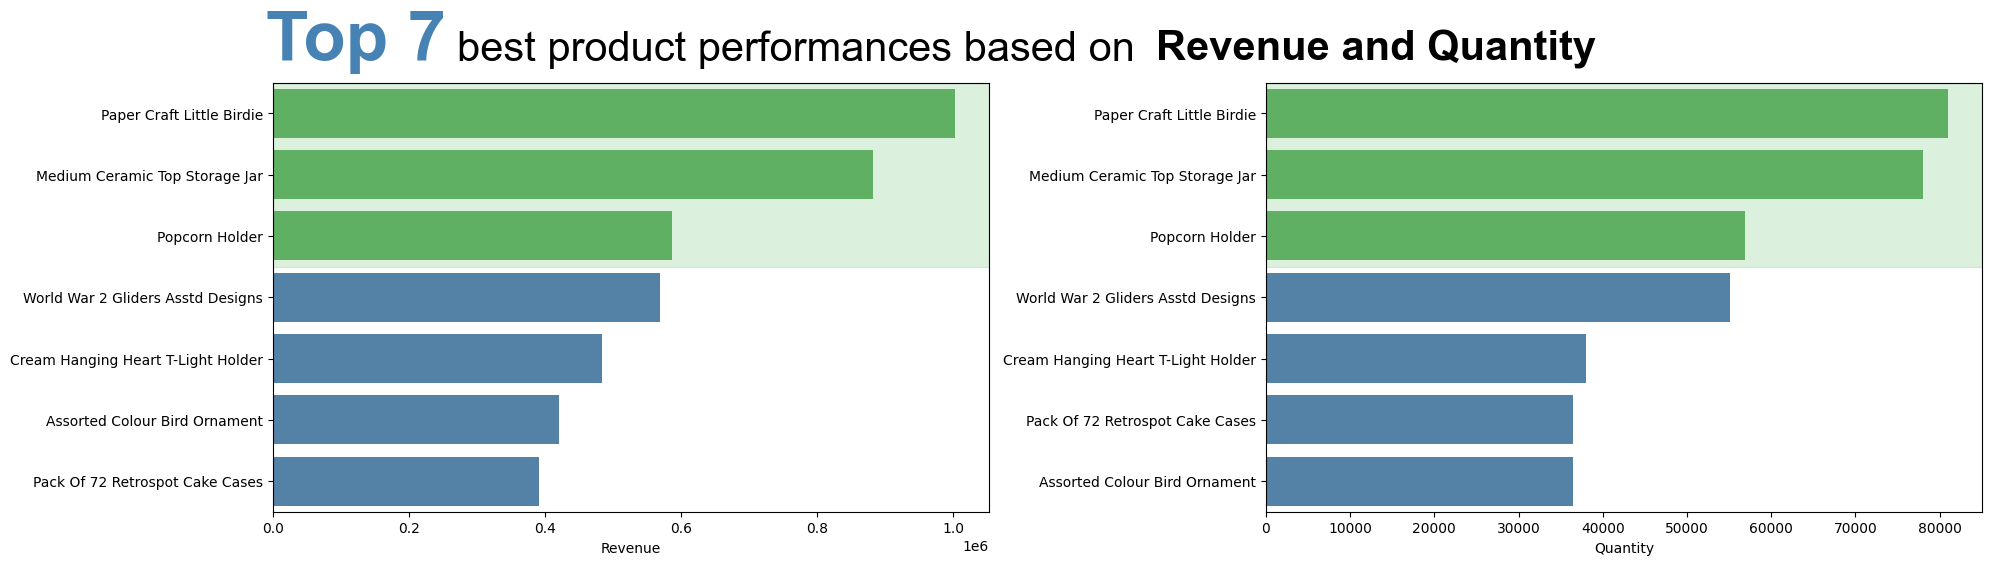 Top 7 best product performances based on Revenue and Quantity
Paper Craft Little Birdie
Medium Ceramic Top Storage Jar
Popcorn Holder
World War 2 Gliders Asstd Designs
Cream Hanging Heart T-Light Holder
Assorted Colour Bird Ornament
Pack Of 72 Retrospot Cake Cases
0.0 0.2 0.4 0.6 0.8 1.0
1e6
Revenue
Paper Craft Little Birdie
Medium Ceramic Top Storage Jar
Popcorn Holder
World War 2 Gliders Asstd Designs
Cream Hanging Heart T-Light Holder
Pack Of 72 Retrospot Cake Cases
Assorted Colour Bird Ornament
0 10000 20000 30000 40000 50000 60000 70000 80000
Quantity